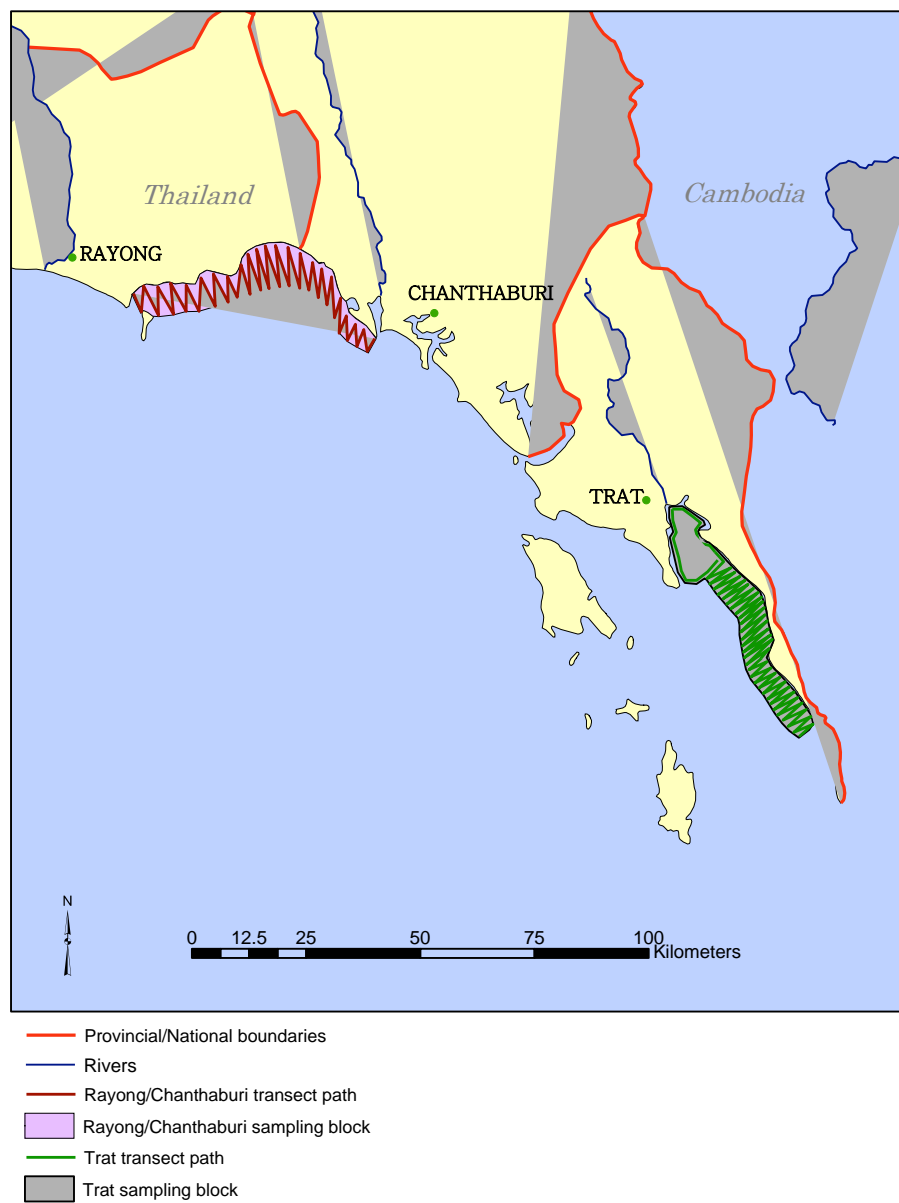 Thailand
Cambodia
RAYONG
CHANTHABURI
TRAT
N
0 12.5 25 50 75 100
Kilometers
Provincial/National boundaries
Rivers
Rayong/Chanthaburi transect path
Rayong/Chanthaburi sampling block
Trat transect path
Trat sampling block